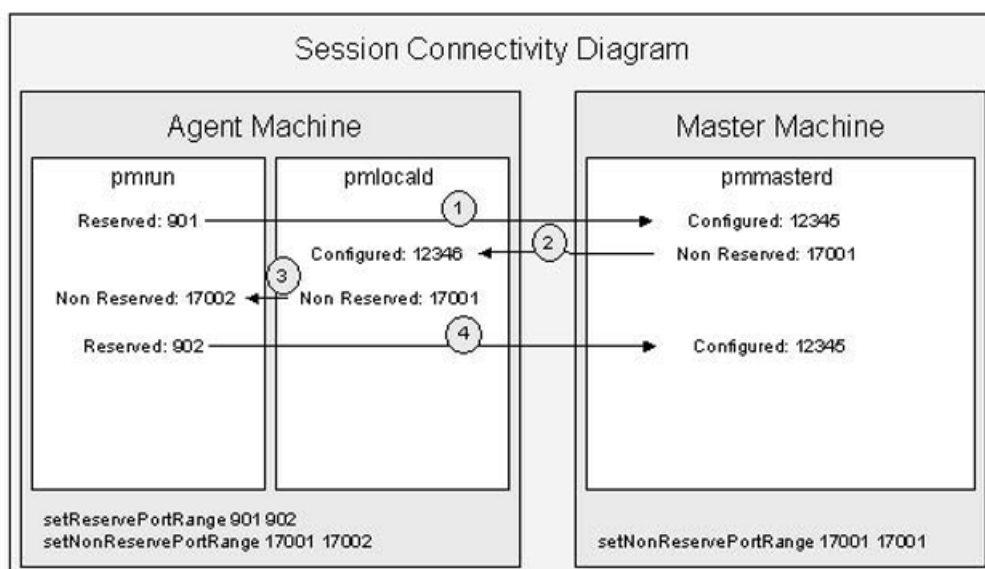 Session Connectivity Diagram
Agent Machine
Master Machine
pmrun
pmlocald
pmmasterd
Reserved: 901
1
Configured: 12345
Configured: 12346
2
Non Reserved: 17001
3
Non Reserved: 17002
Non Reserved: 17001
Reserved: 902
4
Configured: 12345
setReservePortRange 901 902
setNonReservePortRange 17001 17002
setNonReservePortRange 17001 17001